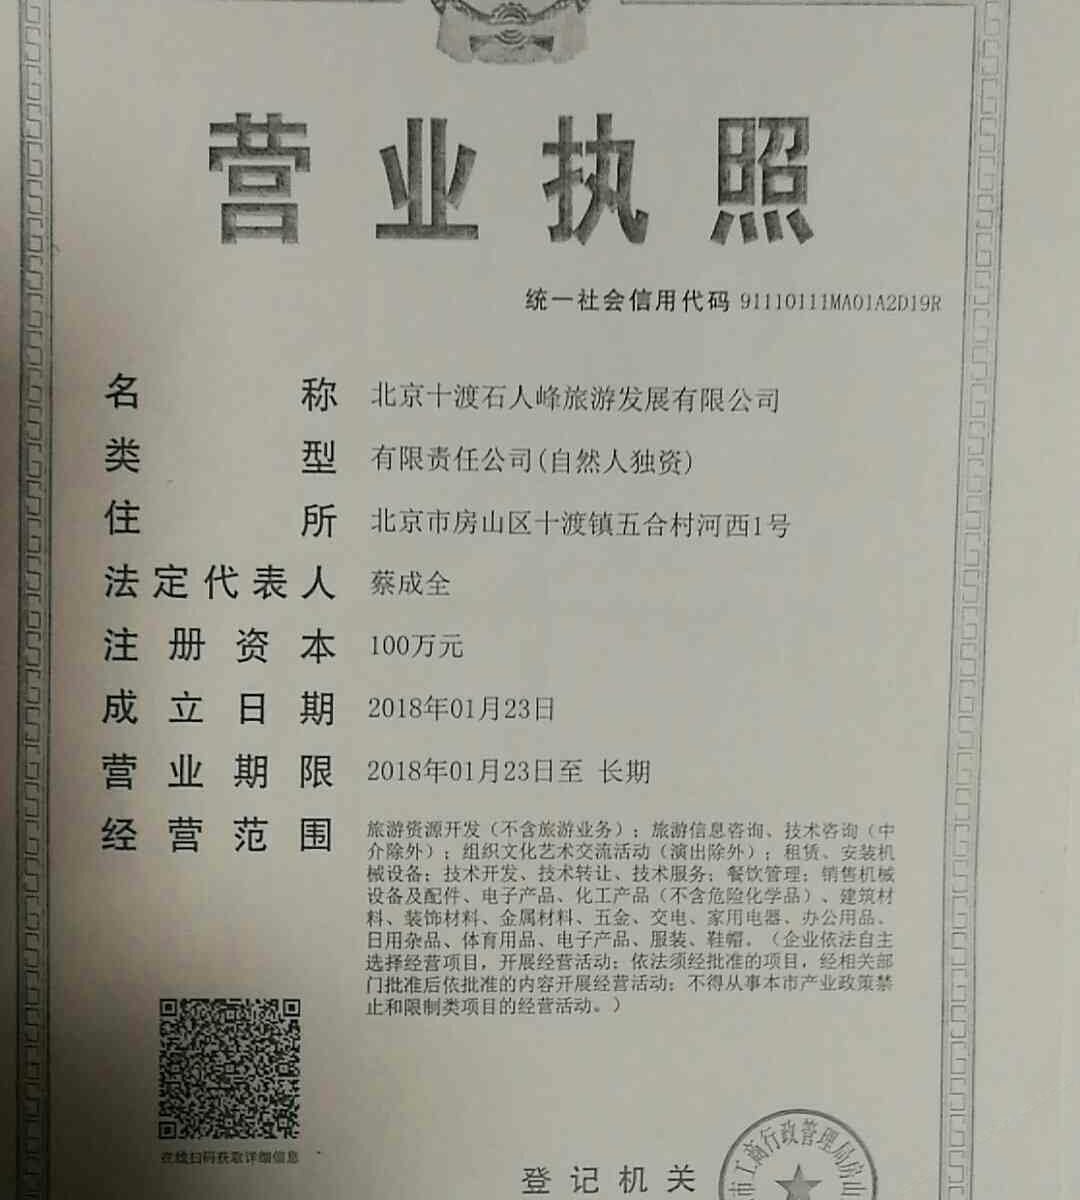 营业执照
统一社会信用代码 91110111MA01A2D19R
名称 北京十渡石人峰旅游发展有限公司
类型 有限责任公司(自然人独资)
住所 北京市房山区十渡镇五合村河西1号
法定代表人 蔡成全
注册资本 100万元
成立日期 2018年01月23日
营业期限 2018年01月23日至 长期
经营范围 旅游资源开发（不含旅游业务）；旅游信息咨询、技术咨询（中
介除外）；组织文化艺术交流活动（演出除外）；租赁、安装机
械设备；技术开发、技术转让、技术服务；餐饮管理；销售机械
设备及配件、电子产品、化工产品（不含危险化学品）、建筑材
料、装饰材料、金属材料、五金、交电、家用电器、办公用品、
日用杂品、体育用品、电子产品、服装、鞋帽。（企业依法自主
选择经营项目，开展经营活动；依法须经批准的项目，经相关部
门批准后依批准的内容开展经营活动；不得从事本市产业政策禁
止和限制类项目的经营活动。）
在线扫码获取详细信息
登记机关
市工商行政管理局房山